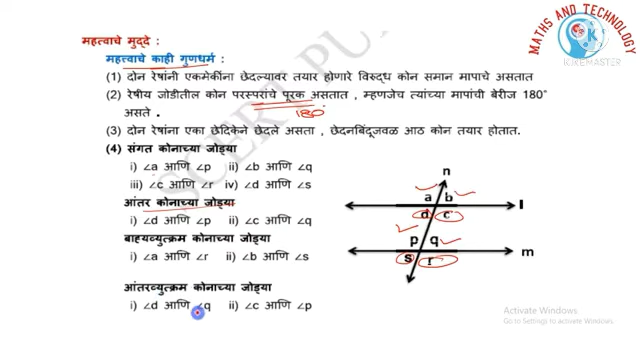 MATHS AND TECHNOLOGY
KINEMASTER
महत्वाचे मुद्दे:
महत्वाचे काही गुणधर्म
(1) दोन रेषांनी एकमेकींना छेदल्यावर तयार होणारे विरुद्ध कोन समान मापाचे असतात
(2) रेषीय जोडीतील कोन परस्परांचे पूरक असतात , म्हणजेच त्यांच्या मापांची बेरीज 180°
असते .
180
(3) दोन रेषांना एका छेदिकेने छेदले असता , छेदनबिंदूजवळ आठ कोन तयार होतात.
(4) संगत कोनाच्या जोड्या
i) ∠a आणि ∠p ii) ∠b आणि ∠q
iii) ∠c आणि ∠r iv) ∠d आणि ∠s
आंतर कोनाच्या जोड्या
i) ∠d आणि ∠p ii) ∠c आणि ∠q
बाह्यव्युत्क्रम कोनाच्या जोड्या
i) ∠a आणि ∠r ii) ∠b आणि ∠s
आंतरव्युत्क्रम कोनाच्या जोड्या
i) ∠d आणि ∠q ii) ∠c आणि ∠p
n
a b
l
d c
p q
m
s r
SCERT
Activate Windows
Go to Settings to activate Windows.